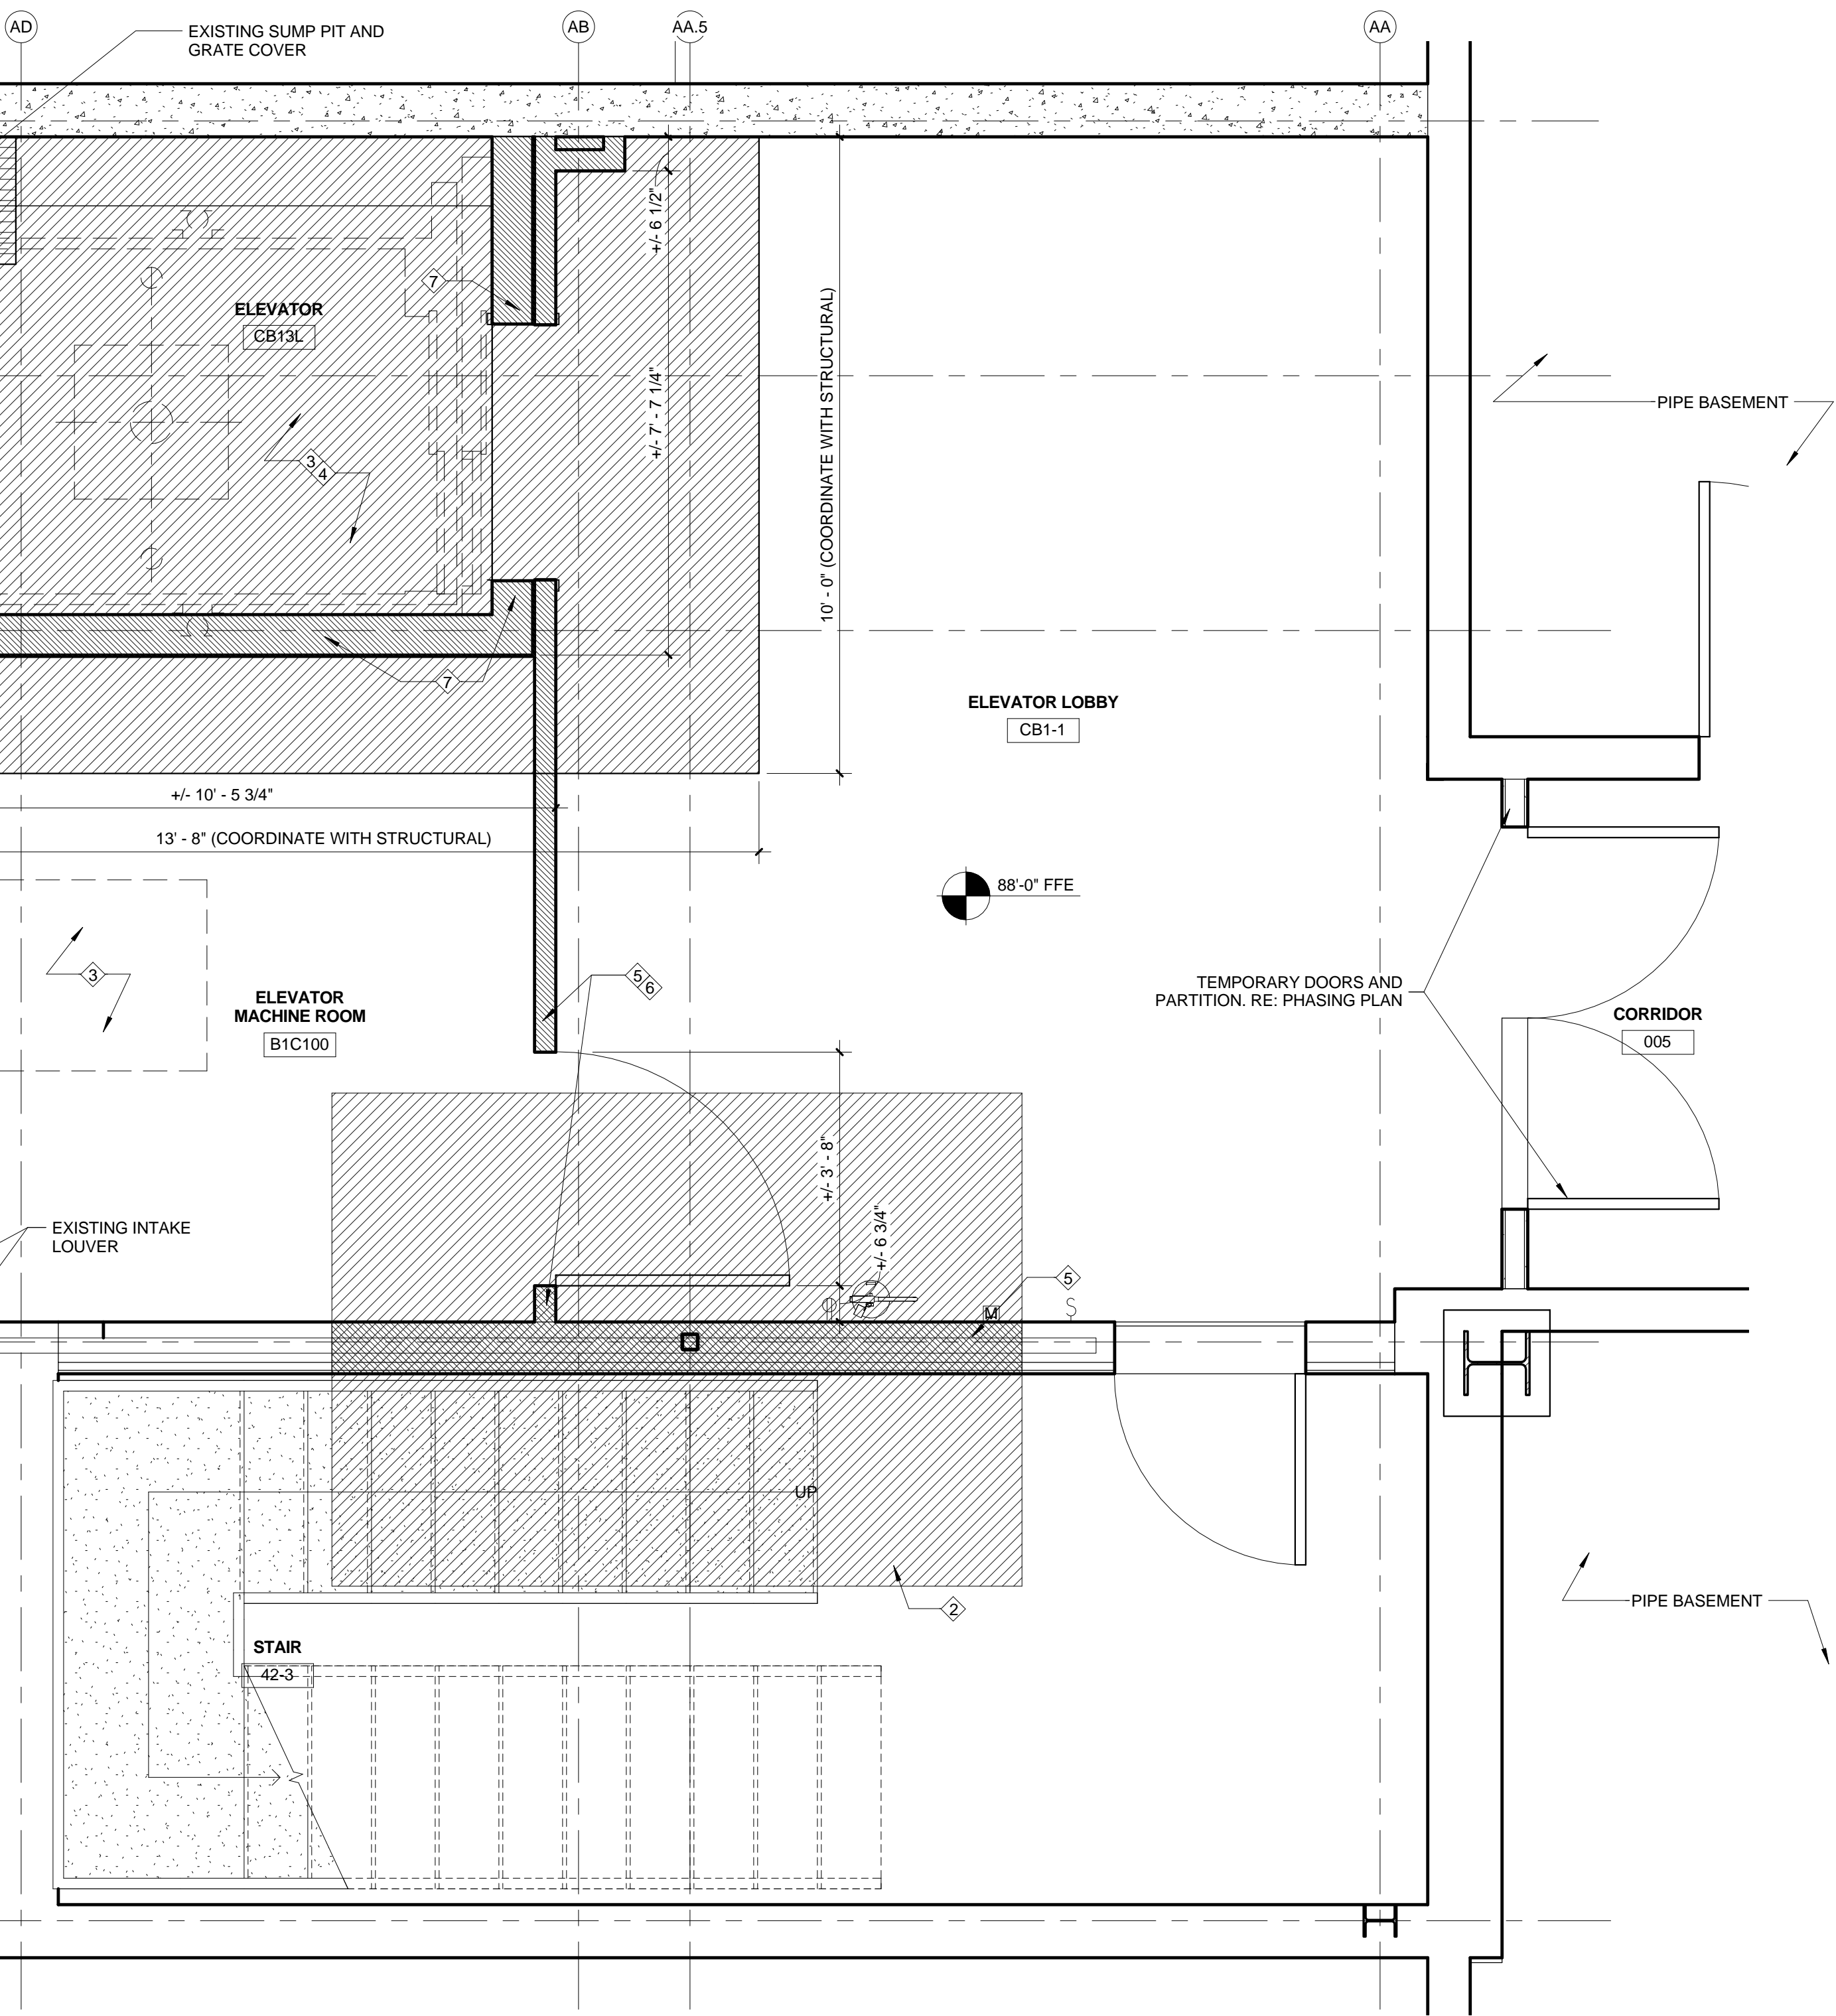 AD
AB
AA.5
AA
EXISTING SUMP PIT AND
GRATE COVER
+/- 6 1/2"
7
ELEVATOR
CB13L
10' - 0" (COORDINATE WITH STRUCTURAL)
+/- 7' - 7 1/4"
PIPE BASEMENT
3
4
7
ELEVATOR LOBBY
CB1-1
+/- 10' - 5 3/4"
13' - 8" (COORDINATE WITH STRUCTURAL)
88'-0" FFE
3
5
6
ELEVATOR
MACHINE ROOM
B1C100
TEMPORARY DOORS AND
PARTITION. RE: PHASING PLAN
CORRIDOR
005
+/- 3' - 8"
+/- 6 3/4"
EXISTING INTAKE
LOUVER
5
M
S
UP
2
PIPE BASEMENT
STAIR
42-3